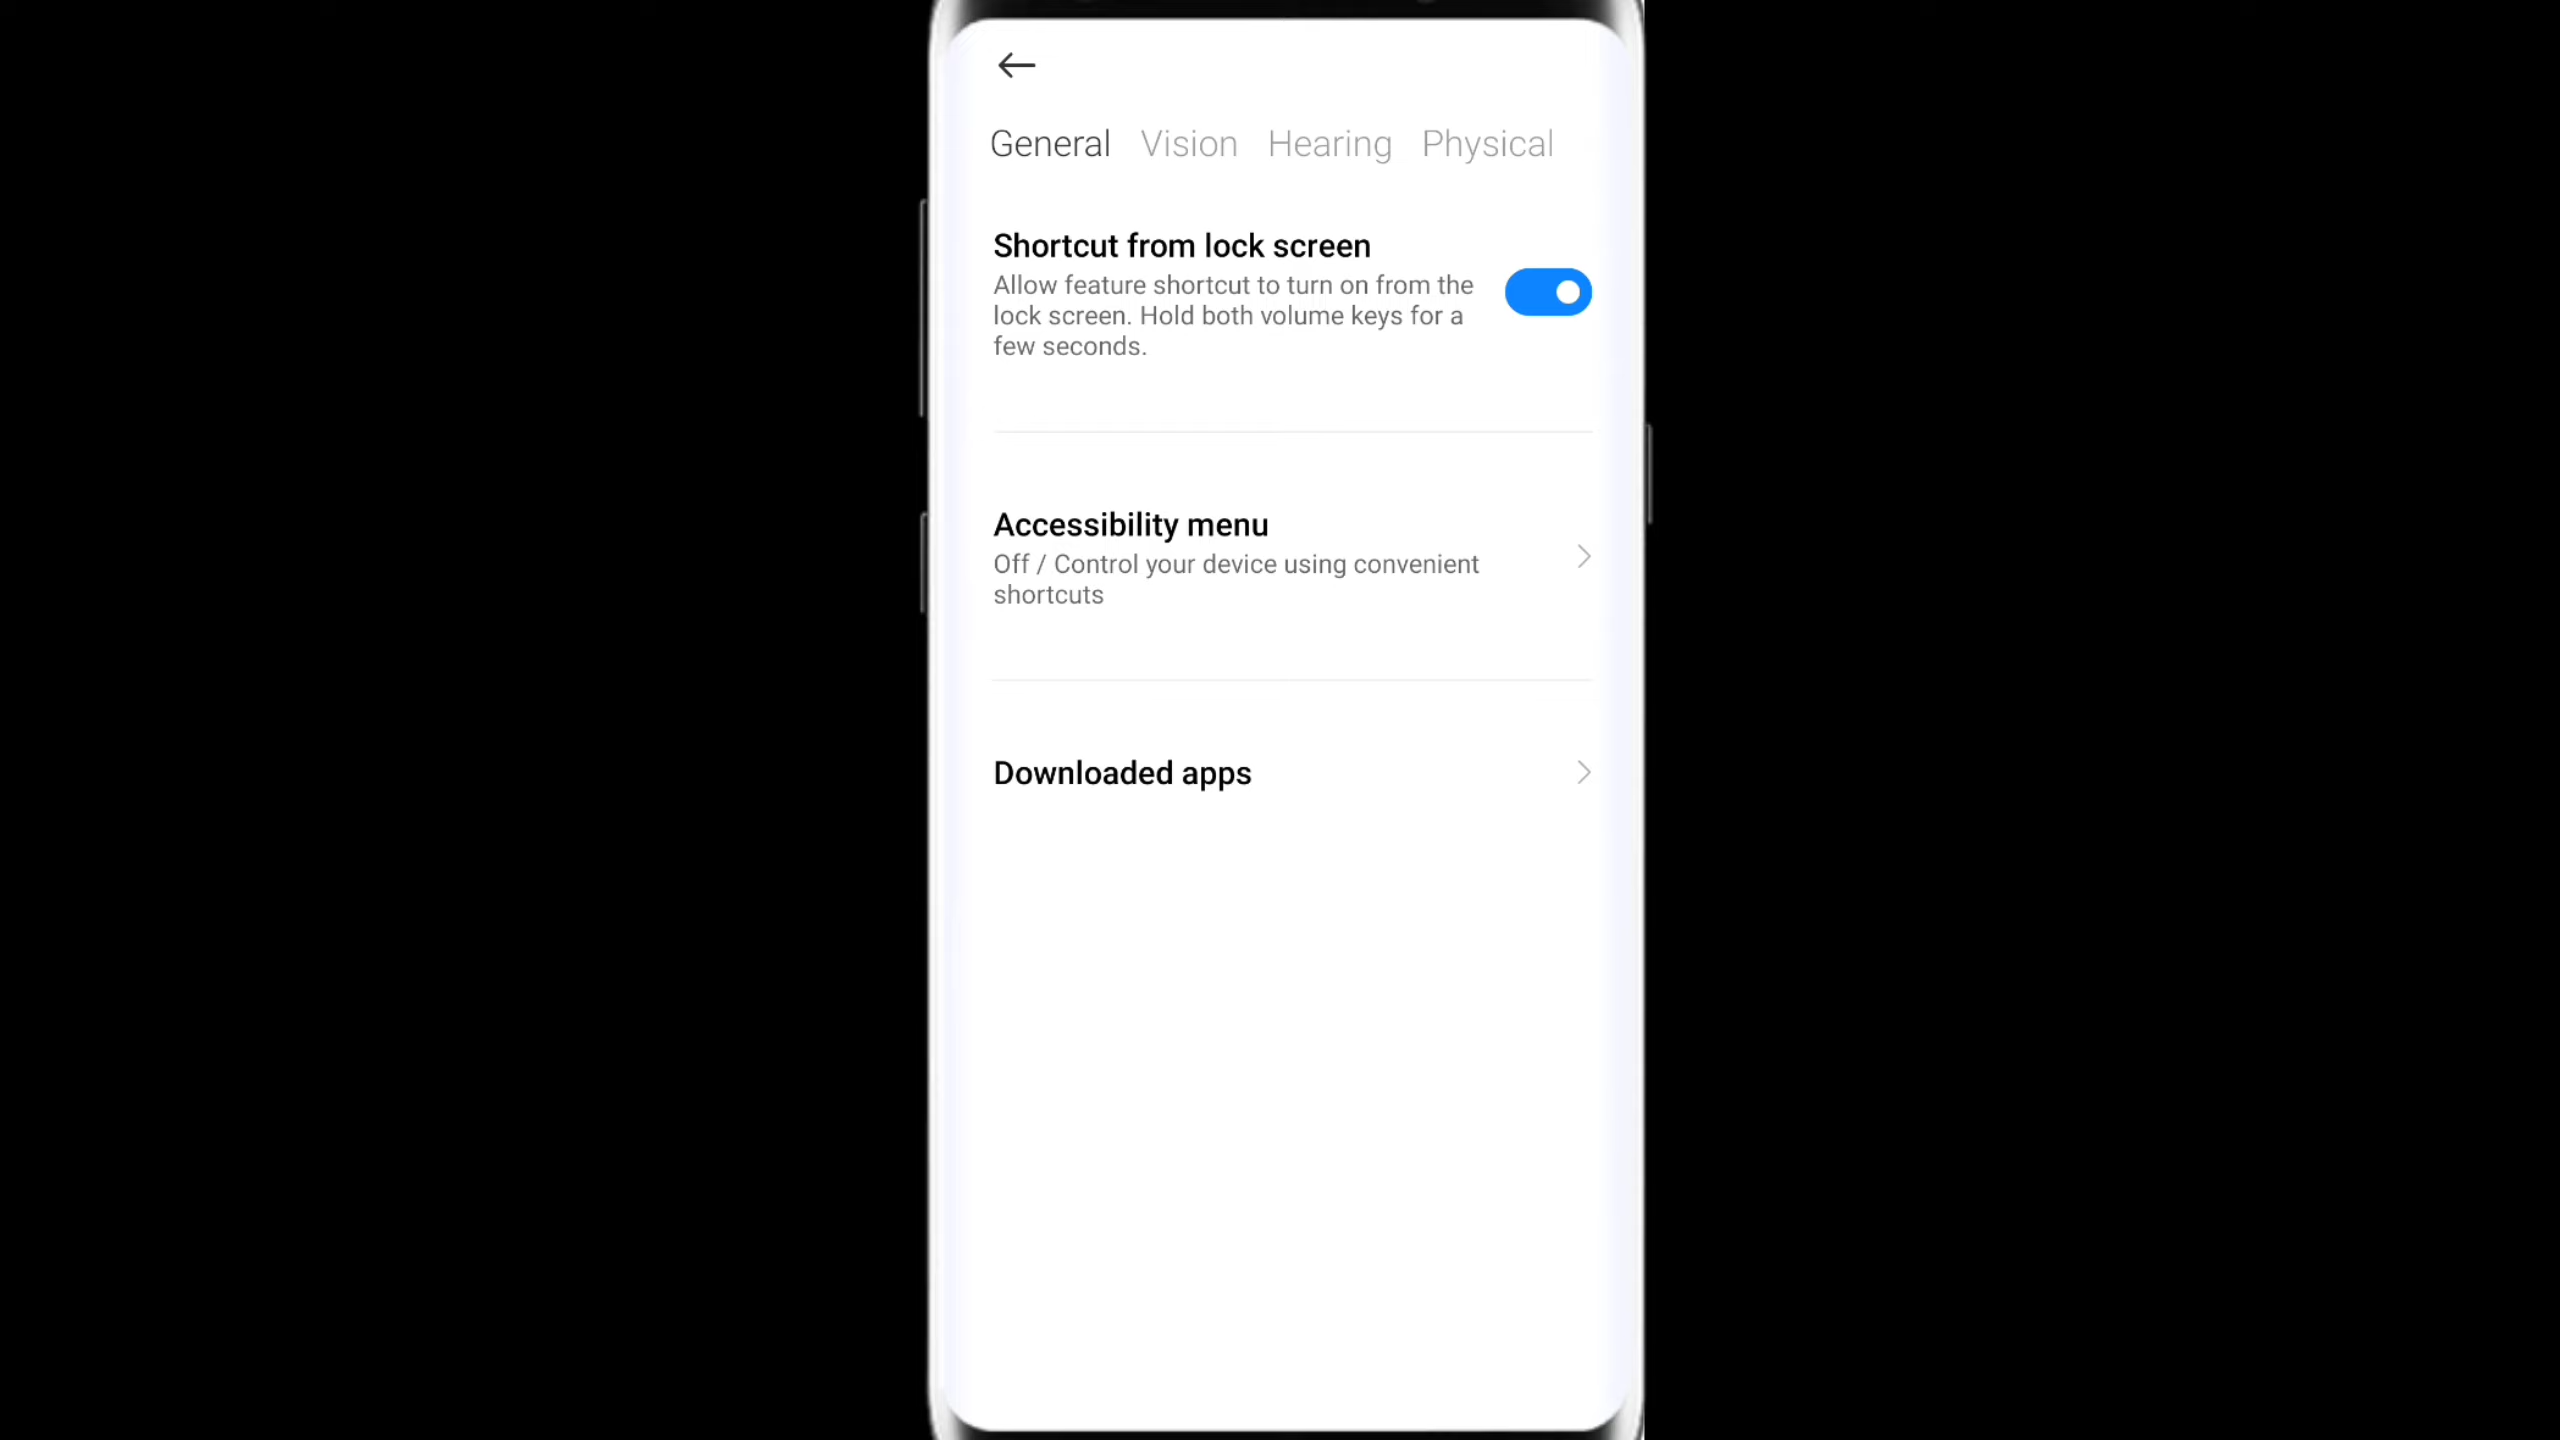 General Vision Hearing Physical
Shortcut from lock screen
Allow feature shortcut to turn on from the
lock screen. Hold both volume keys for a
few seconds.
Accessibility menu
Off / Control your device using convenient
shortcuts
Downloaded apps